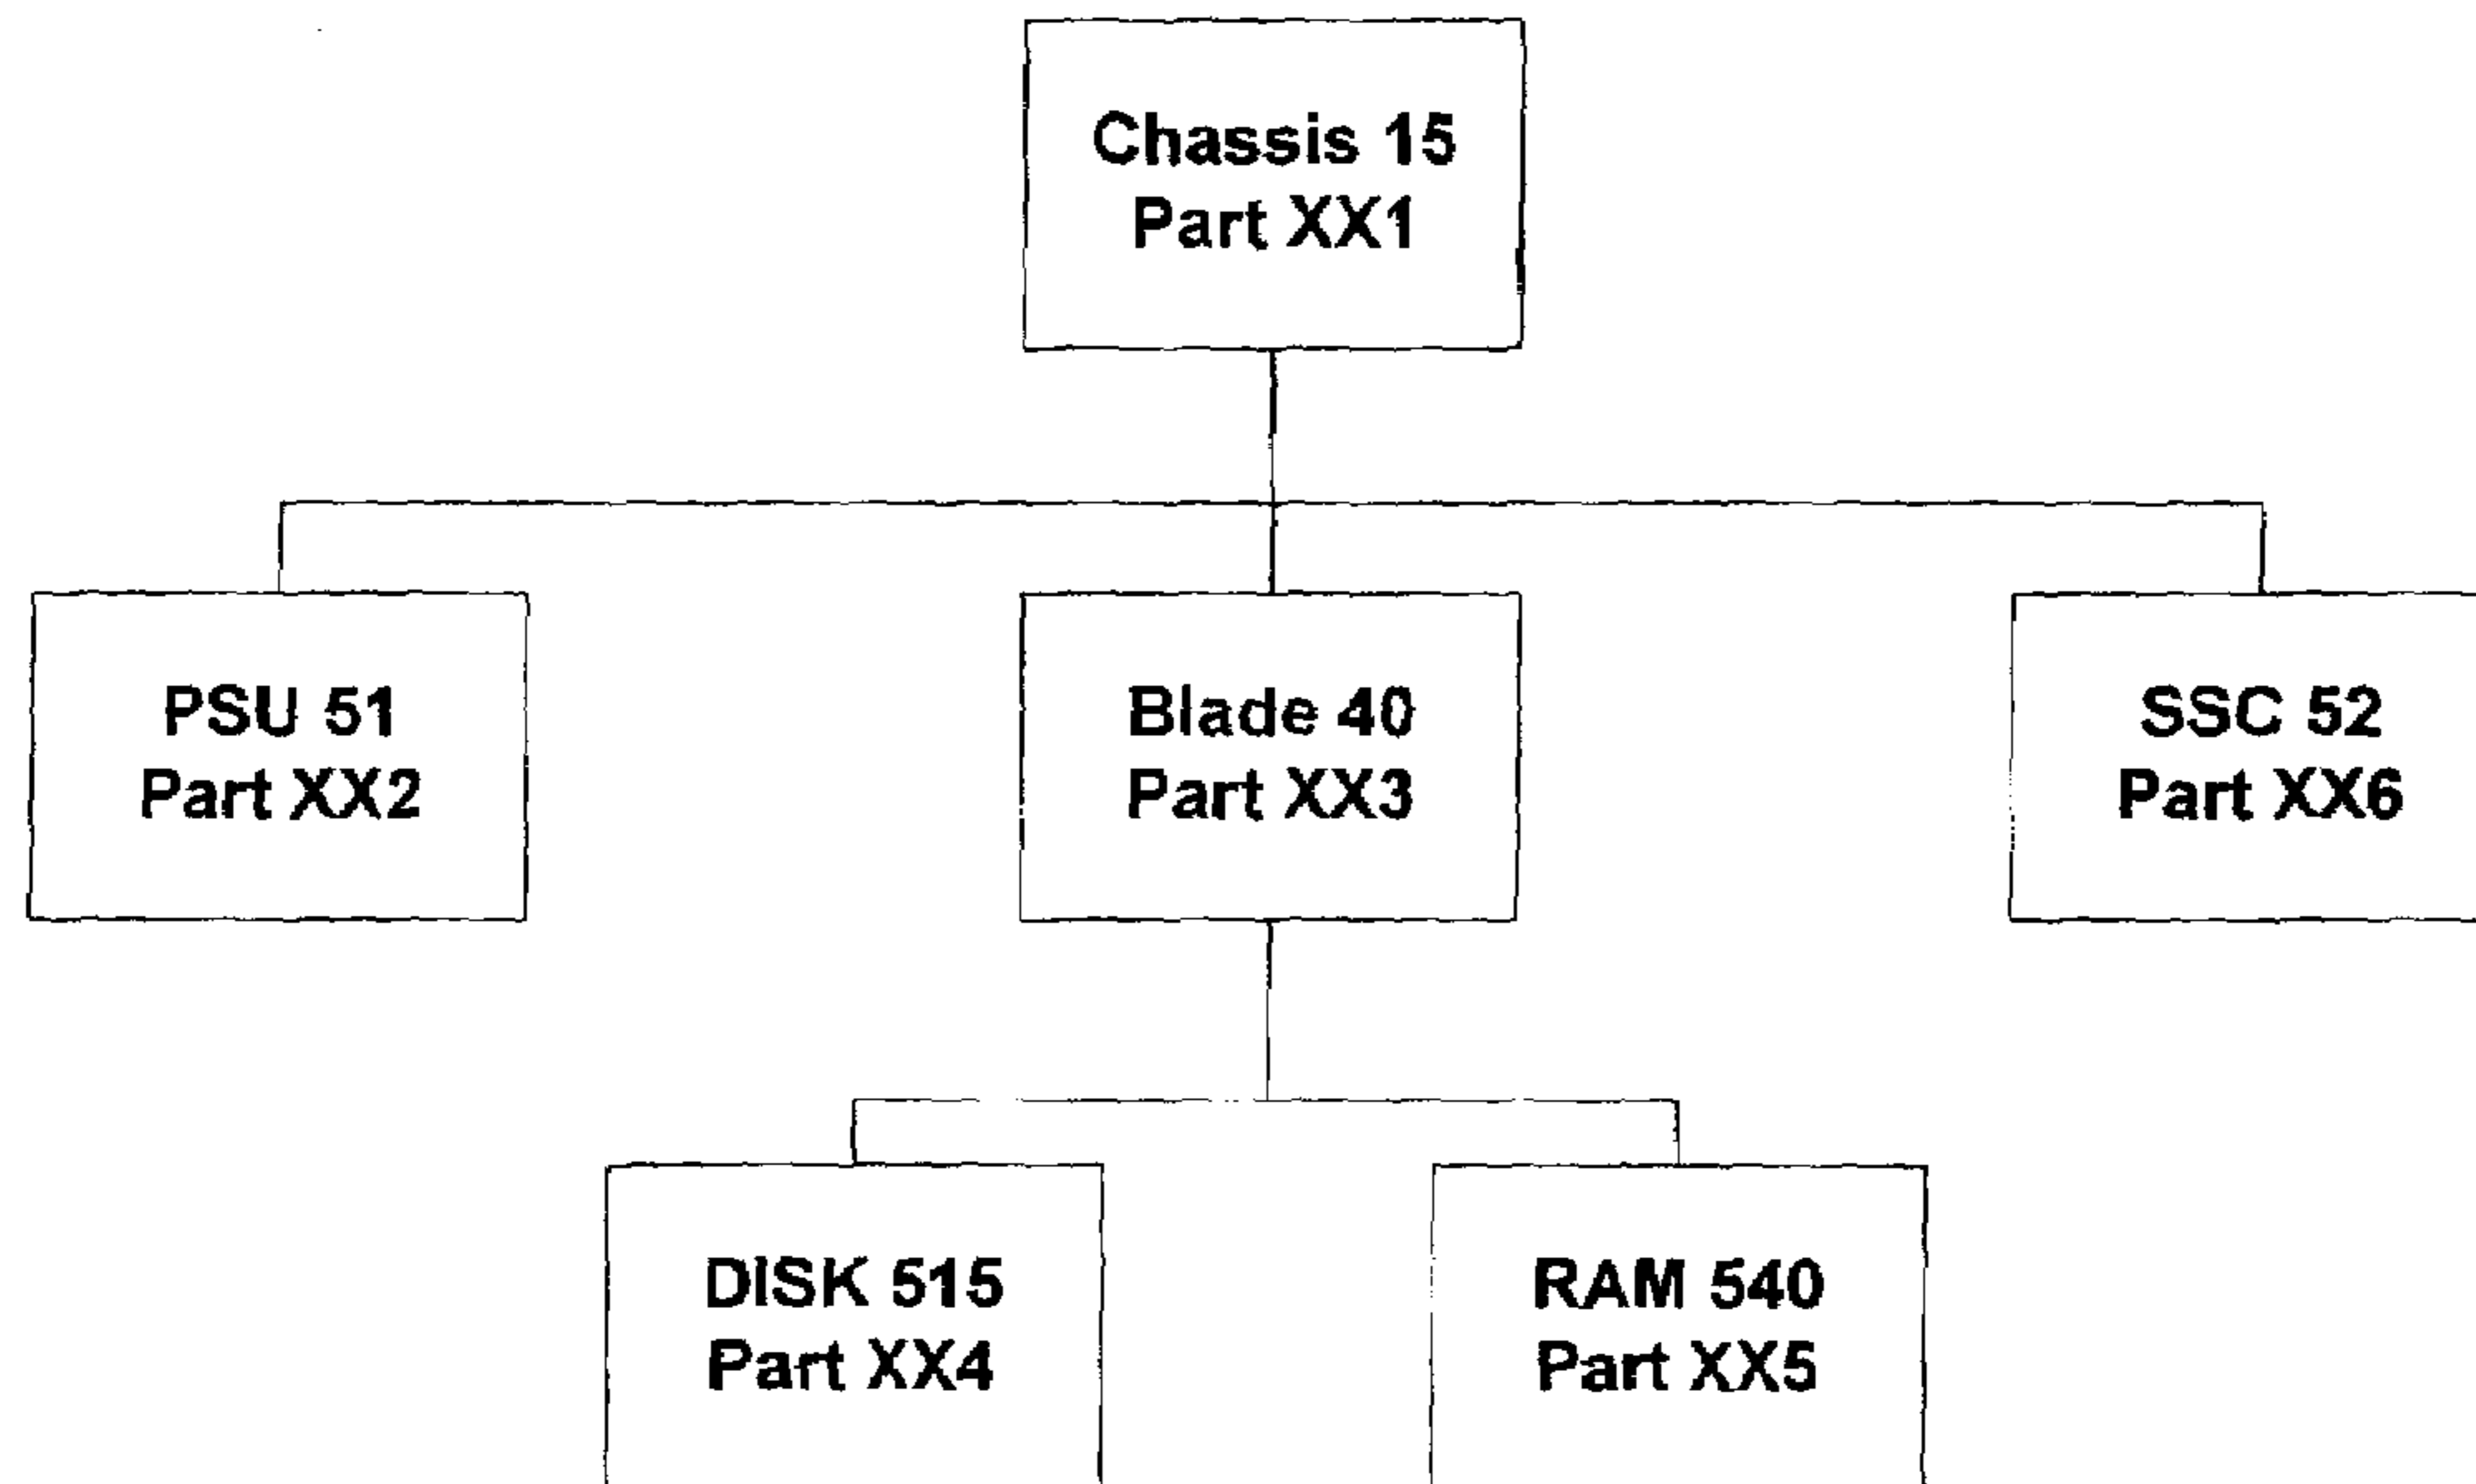 Chassis 15
Part XX1
PSU 51
Part XX2
Blade 40
Part XX3
SSC 52
Part XX6
DISK 515
Part XX4
RAM 540
Part XX5